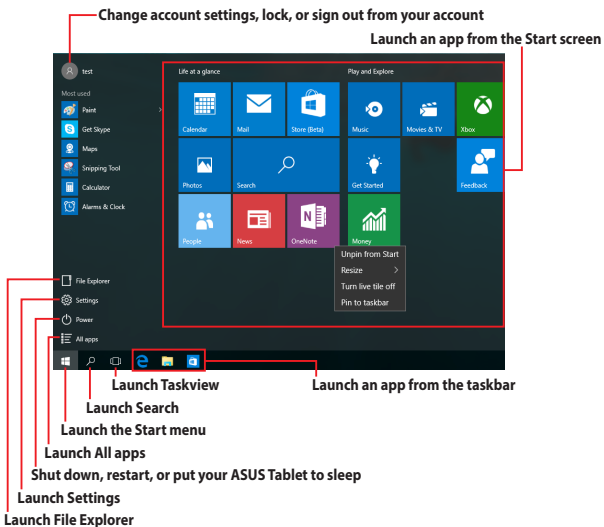 Change account settings, lock, or sign out from your account
Launch an app from the Start screen
test
Most used
Paint
Get Skype
Maps
Snipping Tool
Calculator
Alarms & Clock
File Explorer
Settings
Power
All apps
Life at a glance
Calendar
Mail
Store (Beta)
Photos
Search
People
News
OneNote
Play and Explore
Music
Movies & TV
Xbox
Get Started
Feedback
Money
Unpin from Start
Resize
Turn live tile off
Pin to taskbar
Launch Taskview
Launch an app from the taskbar
Launch Search
Launch the Start menu
Launch All apps
Shut down, restart, or put your ASUS Tablet to sleep
Launch Settings
Launch File Explorer